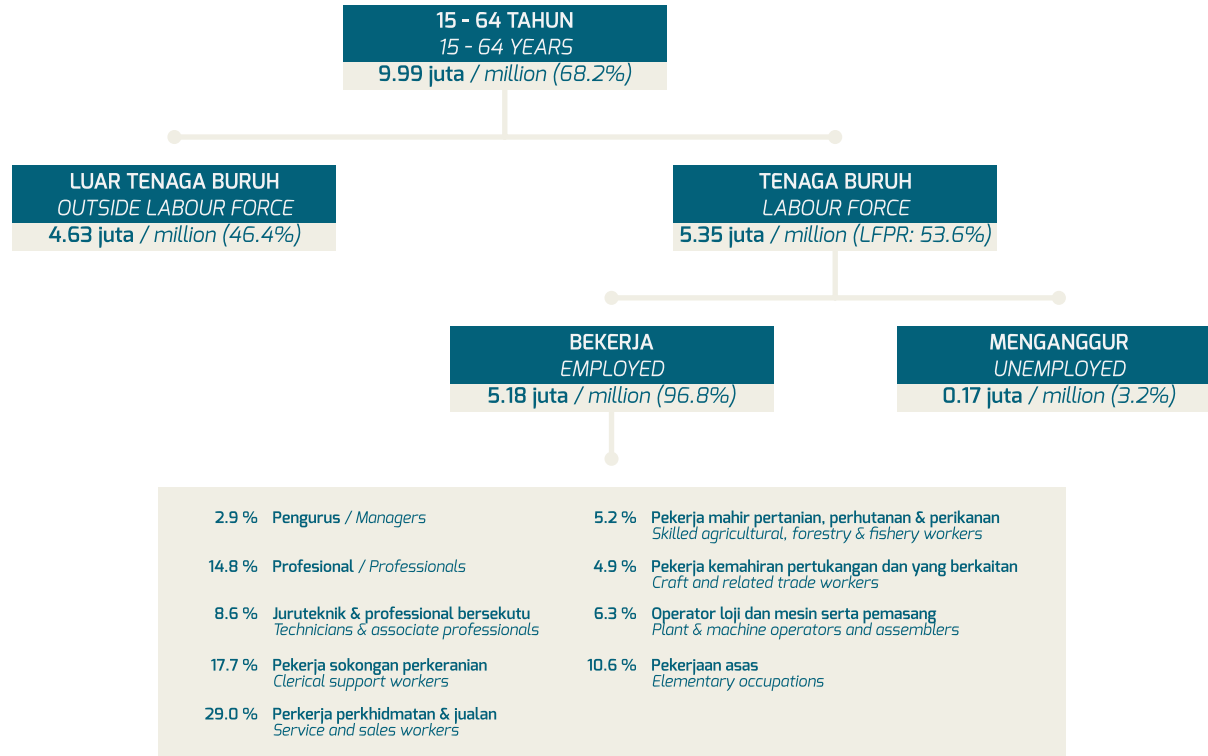 15 - 64 TAHUN
15 - 64 YEARS
9.99 juta / million (68.2%)
LUAR TENAGA BURUH
OUTSIDE LABOUR FORCE
4.63 juta / million (46.4%)
TENAGA BURUH
LABOUR FORCE
5.35 juta / million (LFPR: 53.6%)
BEKERJA
EMPLOYED
5.18 juta / million (96.8%)
MENGANGGUR
UNEMPLOYED
0.17 juta / million (3.2%)
2.9 % Pengurus / Managers
14.8 % Profesional / Professionals
8.6 % Juruteknik & professional bersekutu
Technicians & associate professionals
17.7 % Pekerja sokongan perkeranian
Clerical support workers
29.0 % Perkerja perkhidmatan & jualan
Service and sales workers
5.2 % Pekerja mahir pertanian, perhutanan & perikanan
Skilled agricultural, forestry & fishery workers
4.9 % Pekerja kemahiran pertukangan dan yang berkaitan
Craft and related trade workers
6.3 % Operator loji dan mesin serta pemasang
Plant & machine operators and assemblers
10.6 % Pekerjaan asas
Elementary occupations